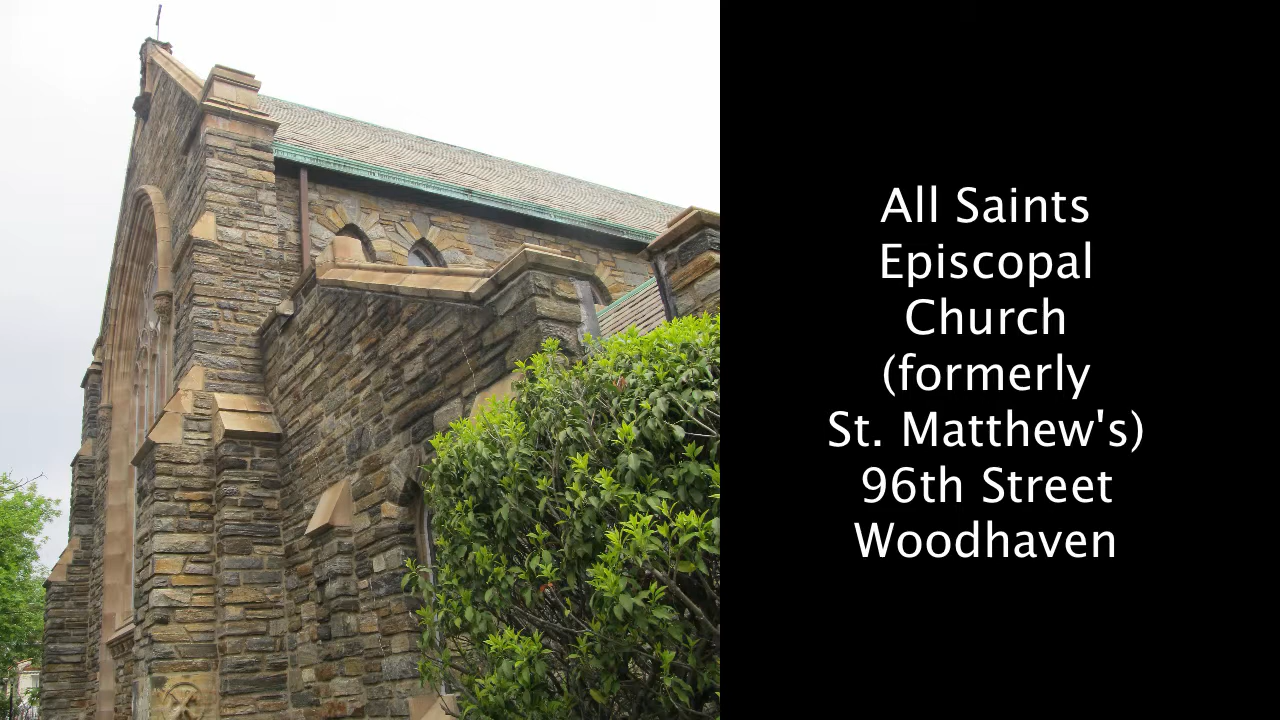 All Saints
Episcopal
Church
(formerly
St. Matthew's)
96th Street
Woodhaven